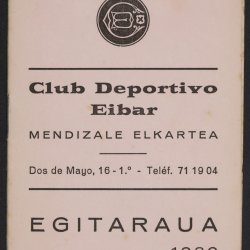 Club Deportivo
Eibar
MENDIZALE ELKARTEA
Dos de Mayo, 16 - 1.º - Teléf. 71 19 04
EGITARAUA